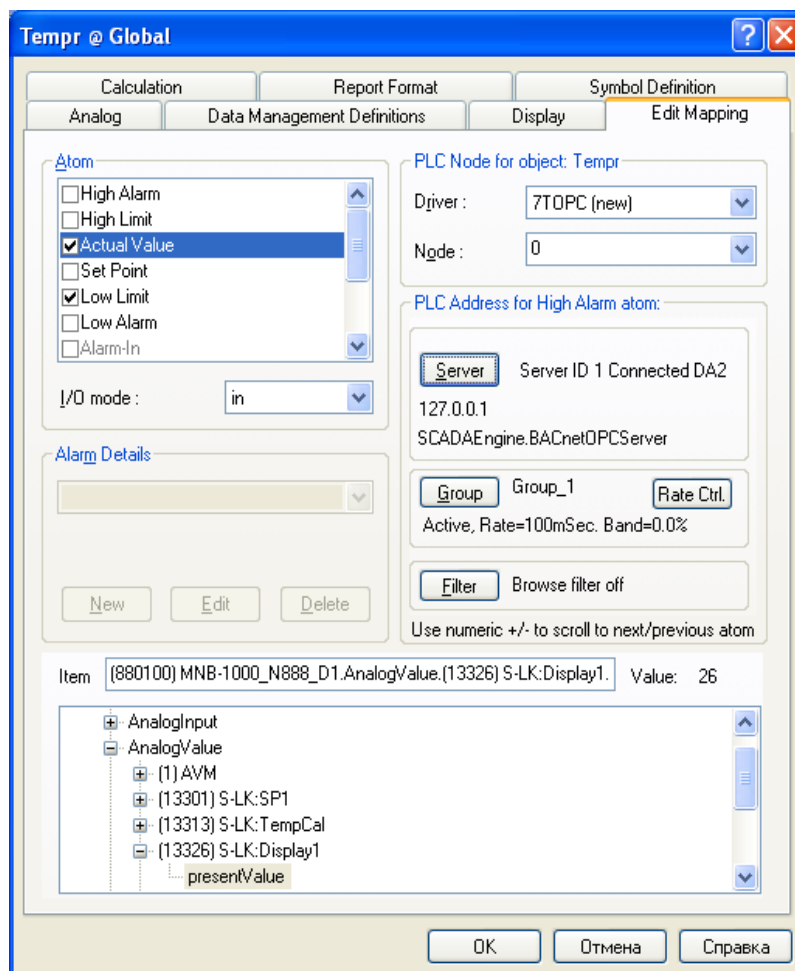 Tempr @ Global
Calculation
Report Format
Symbol Definition
Analog
Data Management Definitions
Display
Edit Mapping
Atom
High Alarm
High Limit
Actual Value
Set Point
Low Limit
Low Alarm
Alarm-In
I/O mode :
in
Alarm Details
New
Edit
Delete
PLC Node for object: Tempr
Driver :
7TOPC (new)
Node :
0
PLC Address for High Alarm atom:
Server
Server ID 1 Connected DA2
127.0.0.1
SCADAEngine.BACnetOPCServer
Group
Group_1
Rate Ctrl.
Active, Rate=100mSec. Band=0.0%
Filter
Browse filter off
Use numeric +/- to scroll to next/previous atom
Item
(880100) MNB-1000_N888_D1.AnalogValue.(13326) S-LK:Display1.
Value: 26
AnalogInput
AnalogValue
(1) AVM
(13301) S-LK:SP1
(13313) S-LK:TempCal
(13326) S-LK:Display1
presentValue
OK
Отмена
Справка